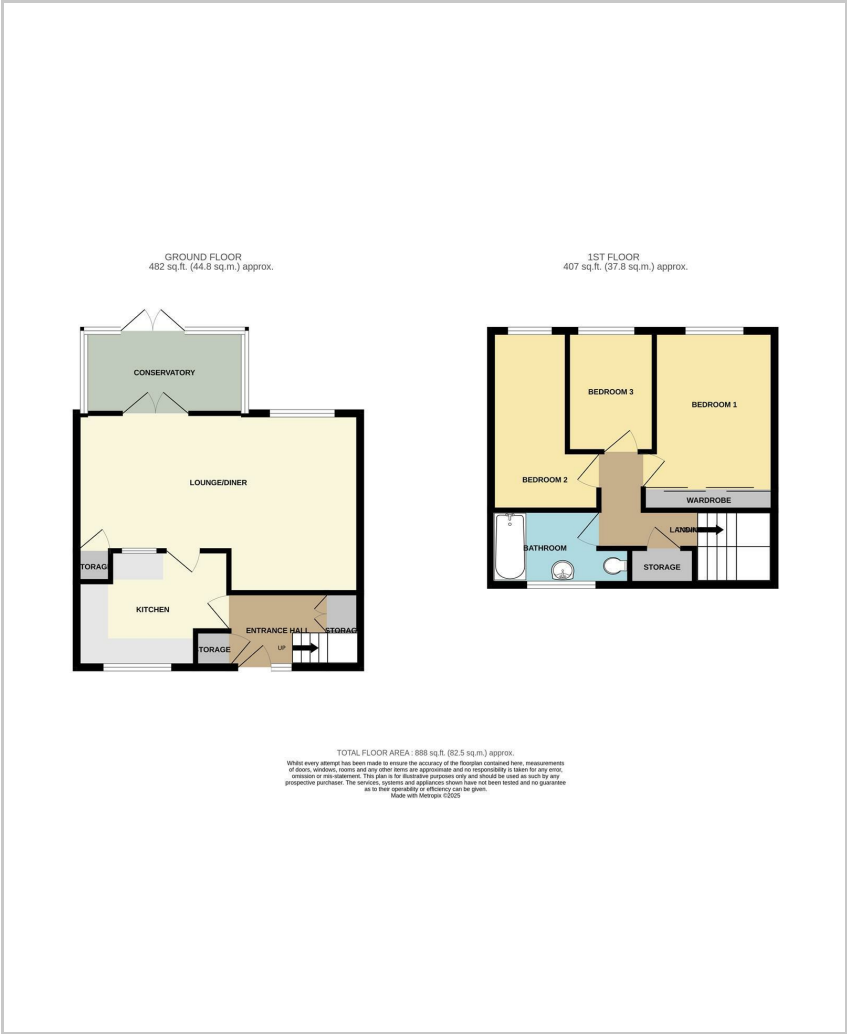 GROUND FLOOR
482 sq.ft. (44.8 sq.m.) approx.
1ST FLOOR
407 sq.ft. (37.8 sq.m.) approx.
CONSERVATORY
LOUNGE/DINER
TORAG
KITCHEN
ENTRANCE HALL
STORAG
TORAGE
UP
BEDROOM 3
BEDROOM 1
BEDROOM 2
WARDROBE
LANDIN
BATHROOM
STORAGE
TOTAL FLOOR AREA : 888 sq.ft. (82.5 sq.m.) approx.
Whilst every attempt has been made to ensure the accuracy of the floorplan contained here, measurements
of doors, windows, rooms and any other items are approximate and no responsibility is taken for any error,
omission or mis-statement. This plan is for illustrative purposes only and should be used as such by any
prospective purchaser. The services, systems and appliances shown have not been tested and no guarantee
as to their operability or efficiency can be given.
Made with Metropix ©2025